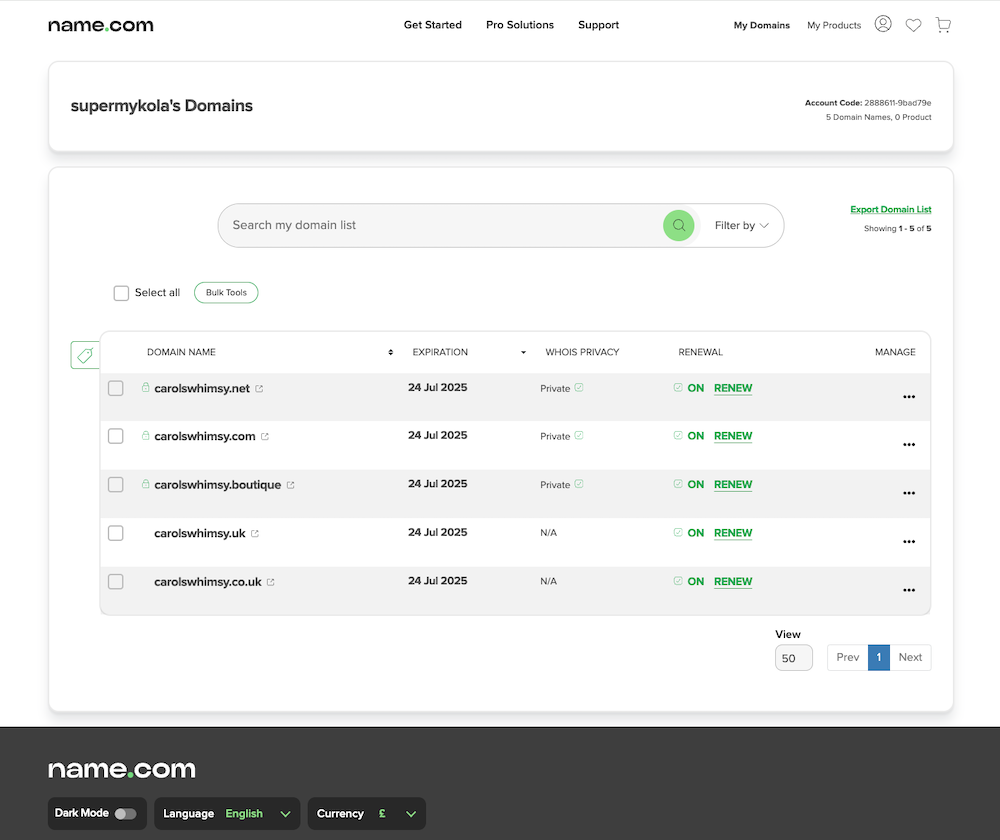 name.com
Get Started Pro Solutions Support
My Domains My Products
supermykola's Domains
Account Code: 2888611-9bad79e
5 Domain Names, 0 Product
Search my domain list
Filter by
Export Domain List
Showing 1 - 5 of 5
Select all Bulk Tools
DOMAIN NAME EXPIRATION WHOIS PRIVACY RENEWAL MANAGE
carolswhimsy.net 24 Jul 2025 Private ON RENEW
carolswhimsy.com 24 Jul 2025 Private ON RENEW
carolswhimsy.boutique 24 Jul 2025 Private ON RENEW
carolswhimsy.uk 24 Jul 2025 N/A ON RENEW
carolswhimsy.co.uk 24 Jul 2025 N/A ON RENEW
View
50 Prev 1 Next
name.com
Dark Mode Language English Currency £